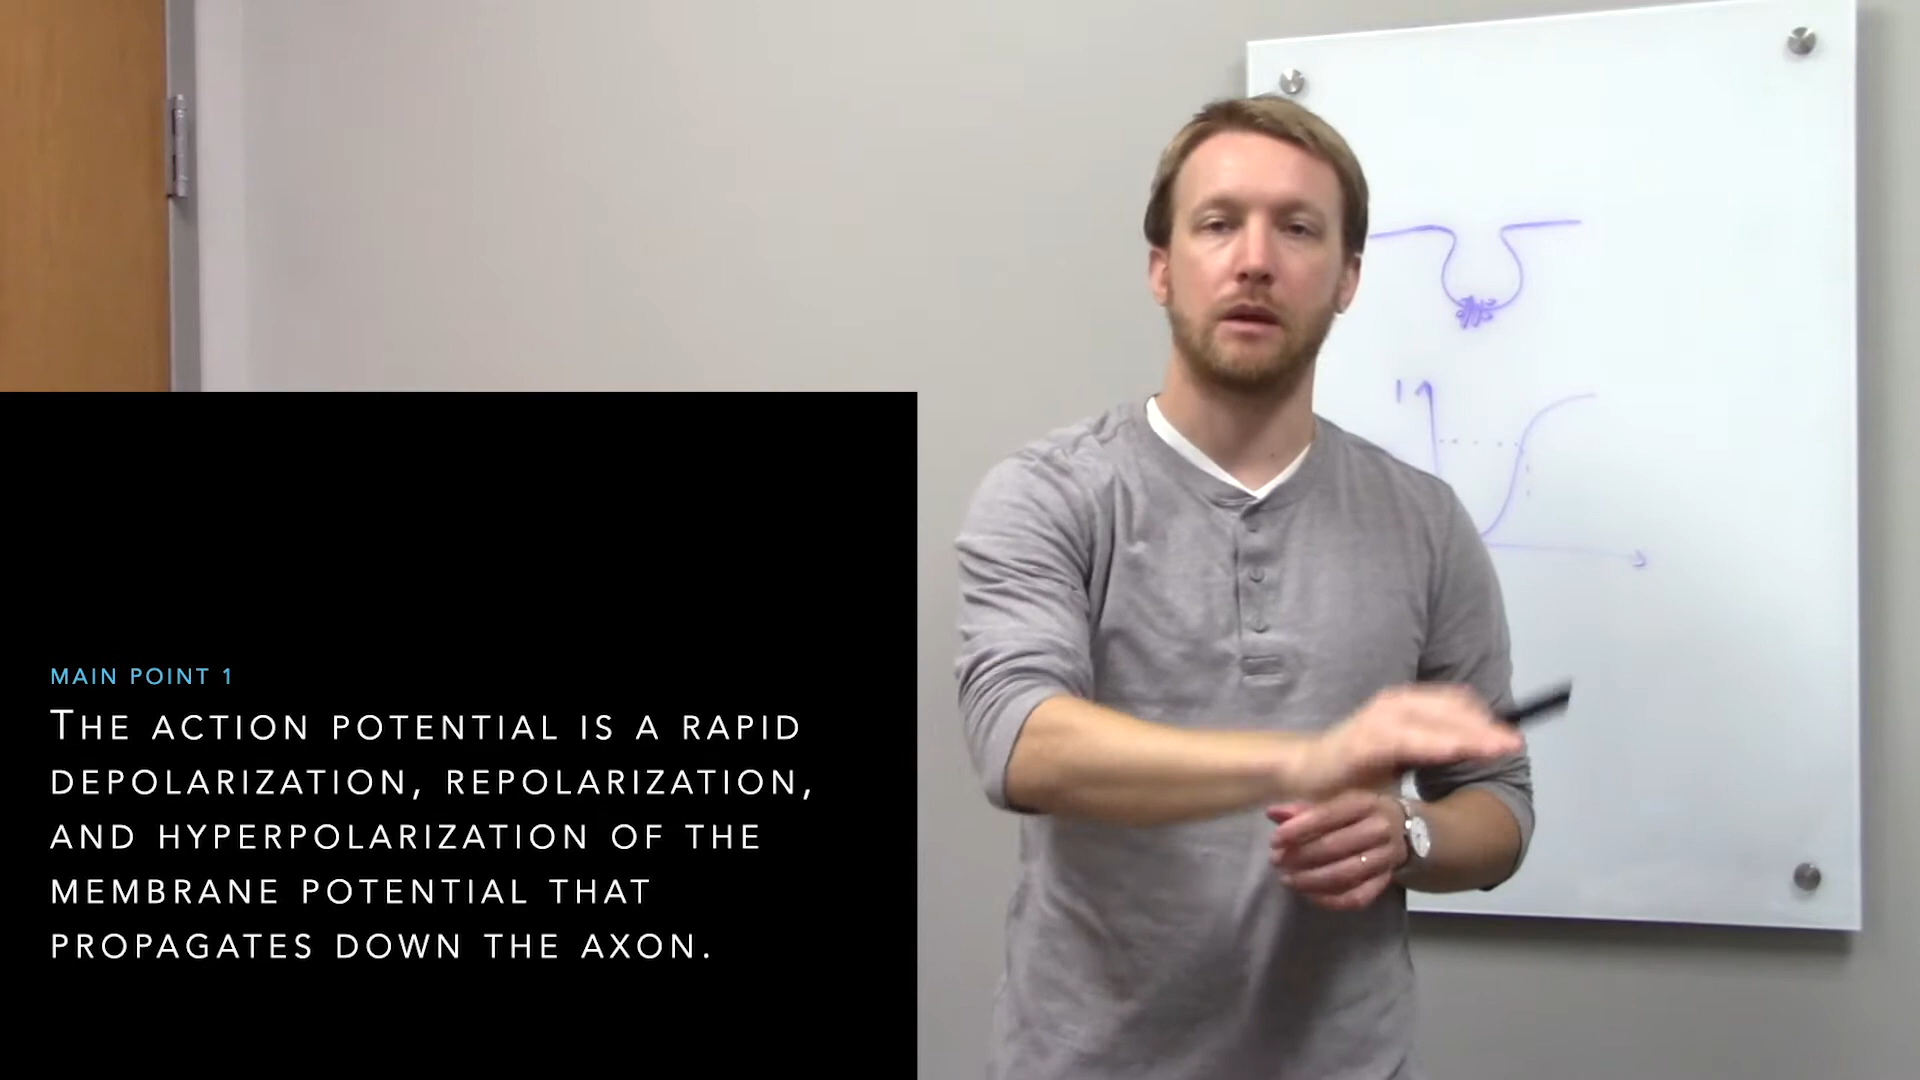 MAIN POINT 1
THE ACTION POTENTIAL IS A RAPID
DEPOLARIZATION, REPOLARIZATION,
AND HYPERPOLARIZATION OF THE
MEMBRANE POTENTIAL THAT
PROPAGATES DOWN THE AXON.
1